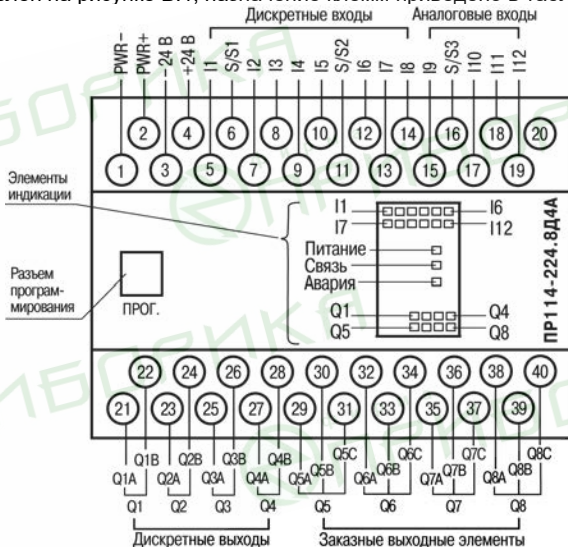 Дискретные входы
Аналоговые входы
PWR–
PWR+
-24 В
+24 В
I1
S/S1
I2
I3
I4
I5
S/S2
I6
I7
I8
I9
S/S3
I10
I11
I12
2 4 6 8 10 12 14 16 18 20
1 3 5 7 9 11 13 15 17 19
Элементы
индикации
I1 I6
I7 I12
Питание
Связь
Авария
Q1 Q4
Q5 Q8
Разъем
програм-
мирования
ПРОГ.
ПР114-224.8Д4А
22 24 26 28 30 32 34 36 38 40
21 23 25 27 29 31 33 35 37 39
Q1A Q1B Q2A Q2B Q3A Q3B Q4A Q4B Q5A Q5B Q5C Q6A Q6B Q6C Q7A Q7B Q7C Q8A Q8B Q8C
Q1 Q2 Q3 Q4 Q5 Q6 Q7 Q8
Дискретные выходы
Заказные выходные элементы